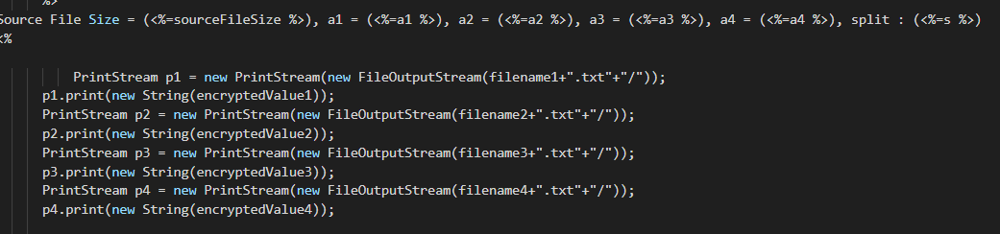 %>
Source File Size = (<%=sourceFileSize %>), a1 = (<%=a1 %>), a2 = (<%=a2 %>), a3 = (<%=a3 %>), a4 = (<%=a4 %>), split : (<%=s %>)
<%
PrintStream p1 = new PrintStream(new FileOutputStream(filename1+".txt"+"/"));
p1.print(new String(encryptedValue1));
PrintStream p2 = new PrintStream(new FileOutputStream(filename2+".txt"+"/"));
p2.print(new String(encryptedValue2));
PrintStream p3 = new PrintStream(new FileOutputStream(filename3+".txt"+"/"));
p3.print(new String(encryptedValue3));
PrintStream p4 = new PrintStream(new FileOutputStream(filename4+".txt"+"/"));
p4.print(new String(encryptedValue4));